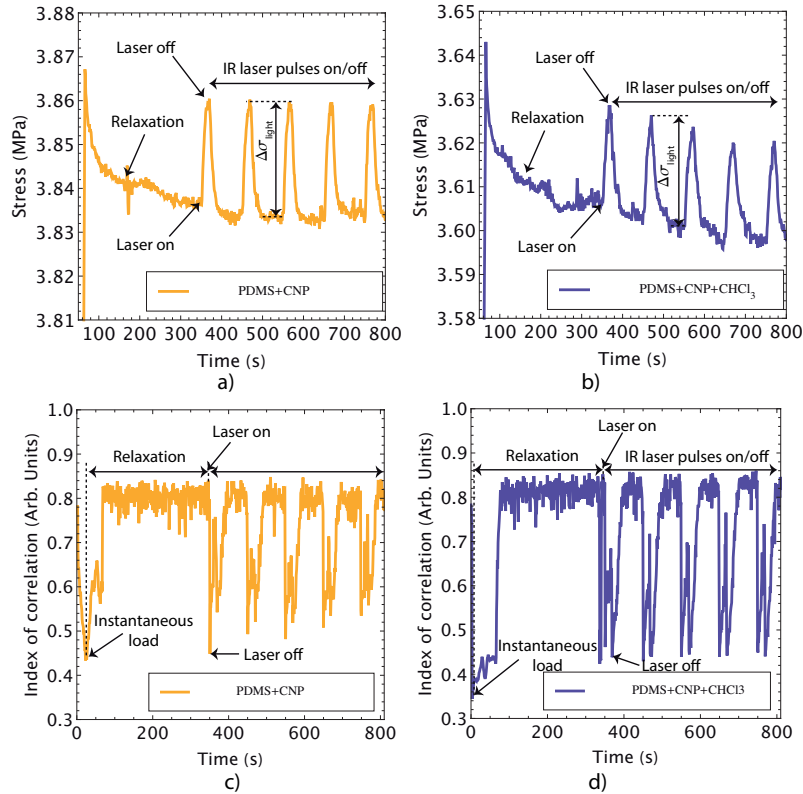 3.88
3.87
3.86
3.85
3.84
3.83
3.82
3.81
Stress (MPa)
Laser off
IR laser pulses on/off
Relaxation
Δσlight
Laser on
PDMS+CNP
100 200 300 400 500 600 700 800
Time (s)
a)
3.65
3.64
3.63
3.62
3.61
3.60
3.59
3.58
Stress (MPa)
Laser off
IR laser pulses on/off
Relaxation
Δσlight
Laser on
PDMS+CNP+CHCl3
100 200 300 400 500 600 700 800
Time (s)
b)
1.0
0.9
0.8
0.7
0.6
0.5
0.4
0.3
Index of correlation (Arb. Units)
Laser on
Relaxation
IR laser pulses on/off
Instantaneous
load
Laser off
PDMS+CNP
0 200 400 600 800
Time (s)
c)
1.0
0.9
0.8
0.7
0.6
0.5
0.4
0.3
Index of correlation (Arb. Units)
Laser on
Relaxation
IR laser pulses on/off
Instantaneous
load
Laser off
PDMS+CNP+CHCl3
0 200 400 600 800
Time (s)
d)